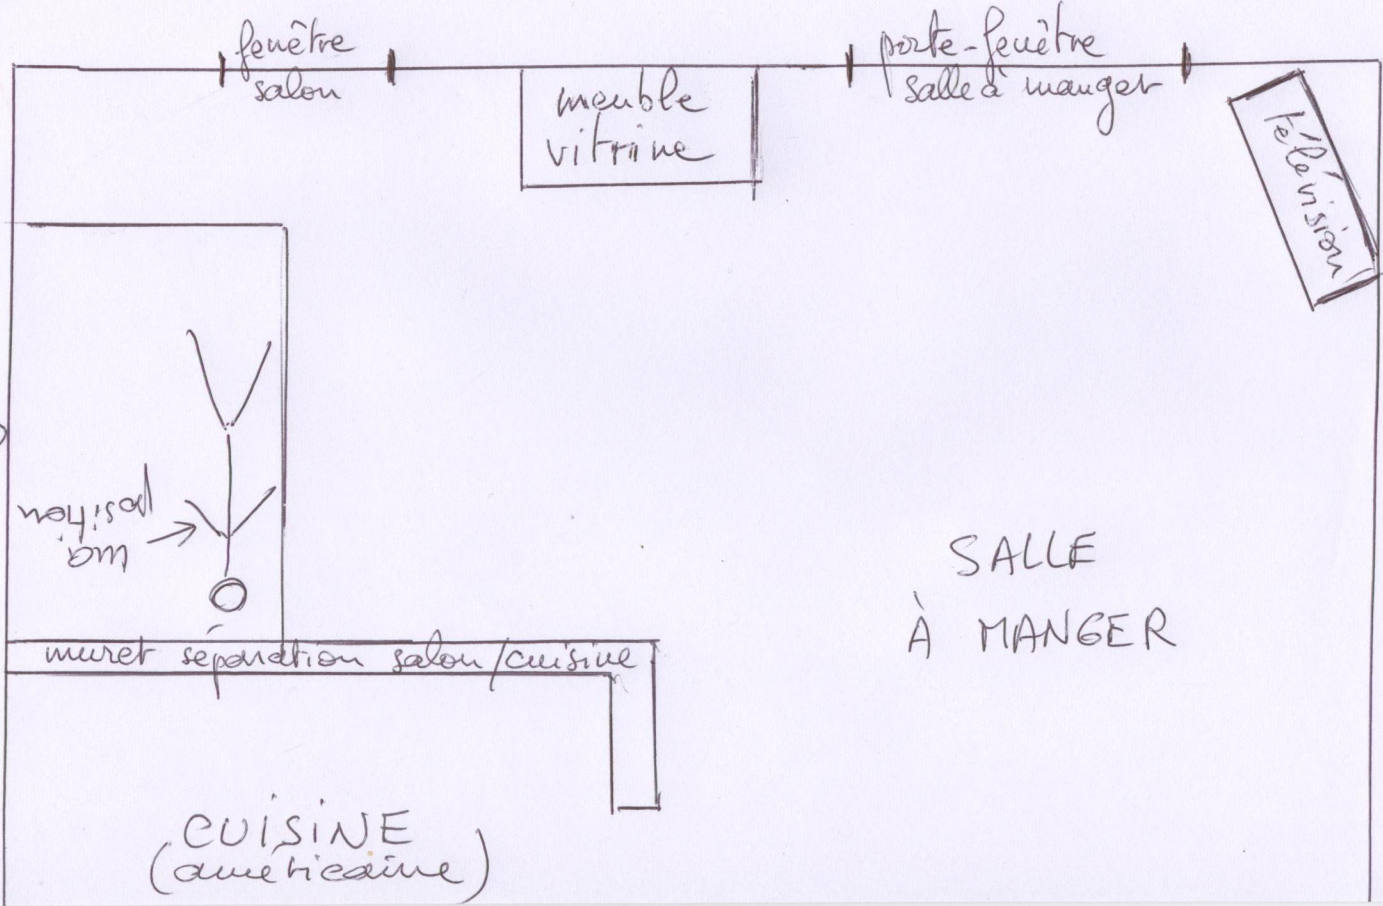 fenêtre
salon
meuble
vitrine
porte-fenêtre
salle à manger
télévision
ma
position
SALLE
À MANGER
muret séparation salon/cuisine
CUISINE
(américaine)